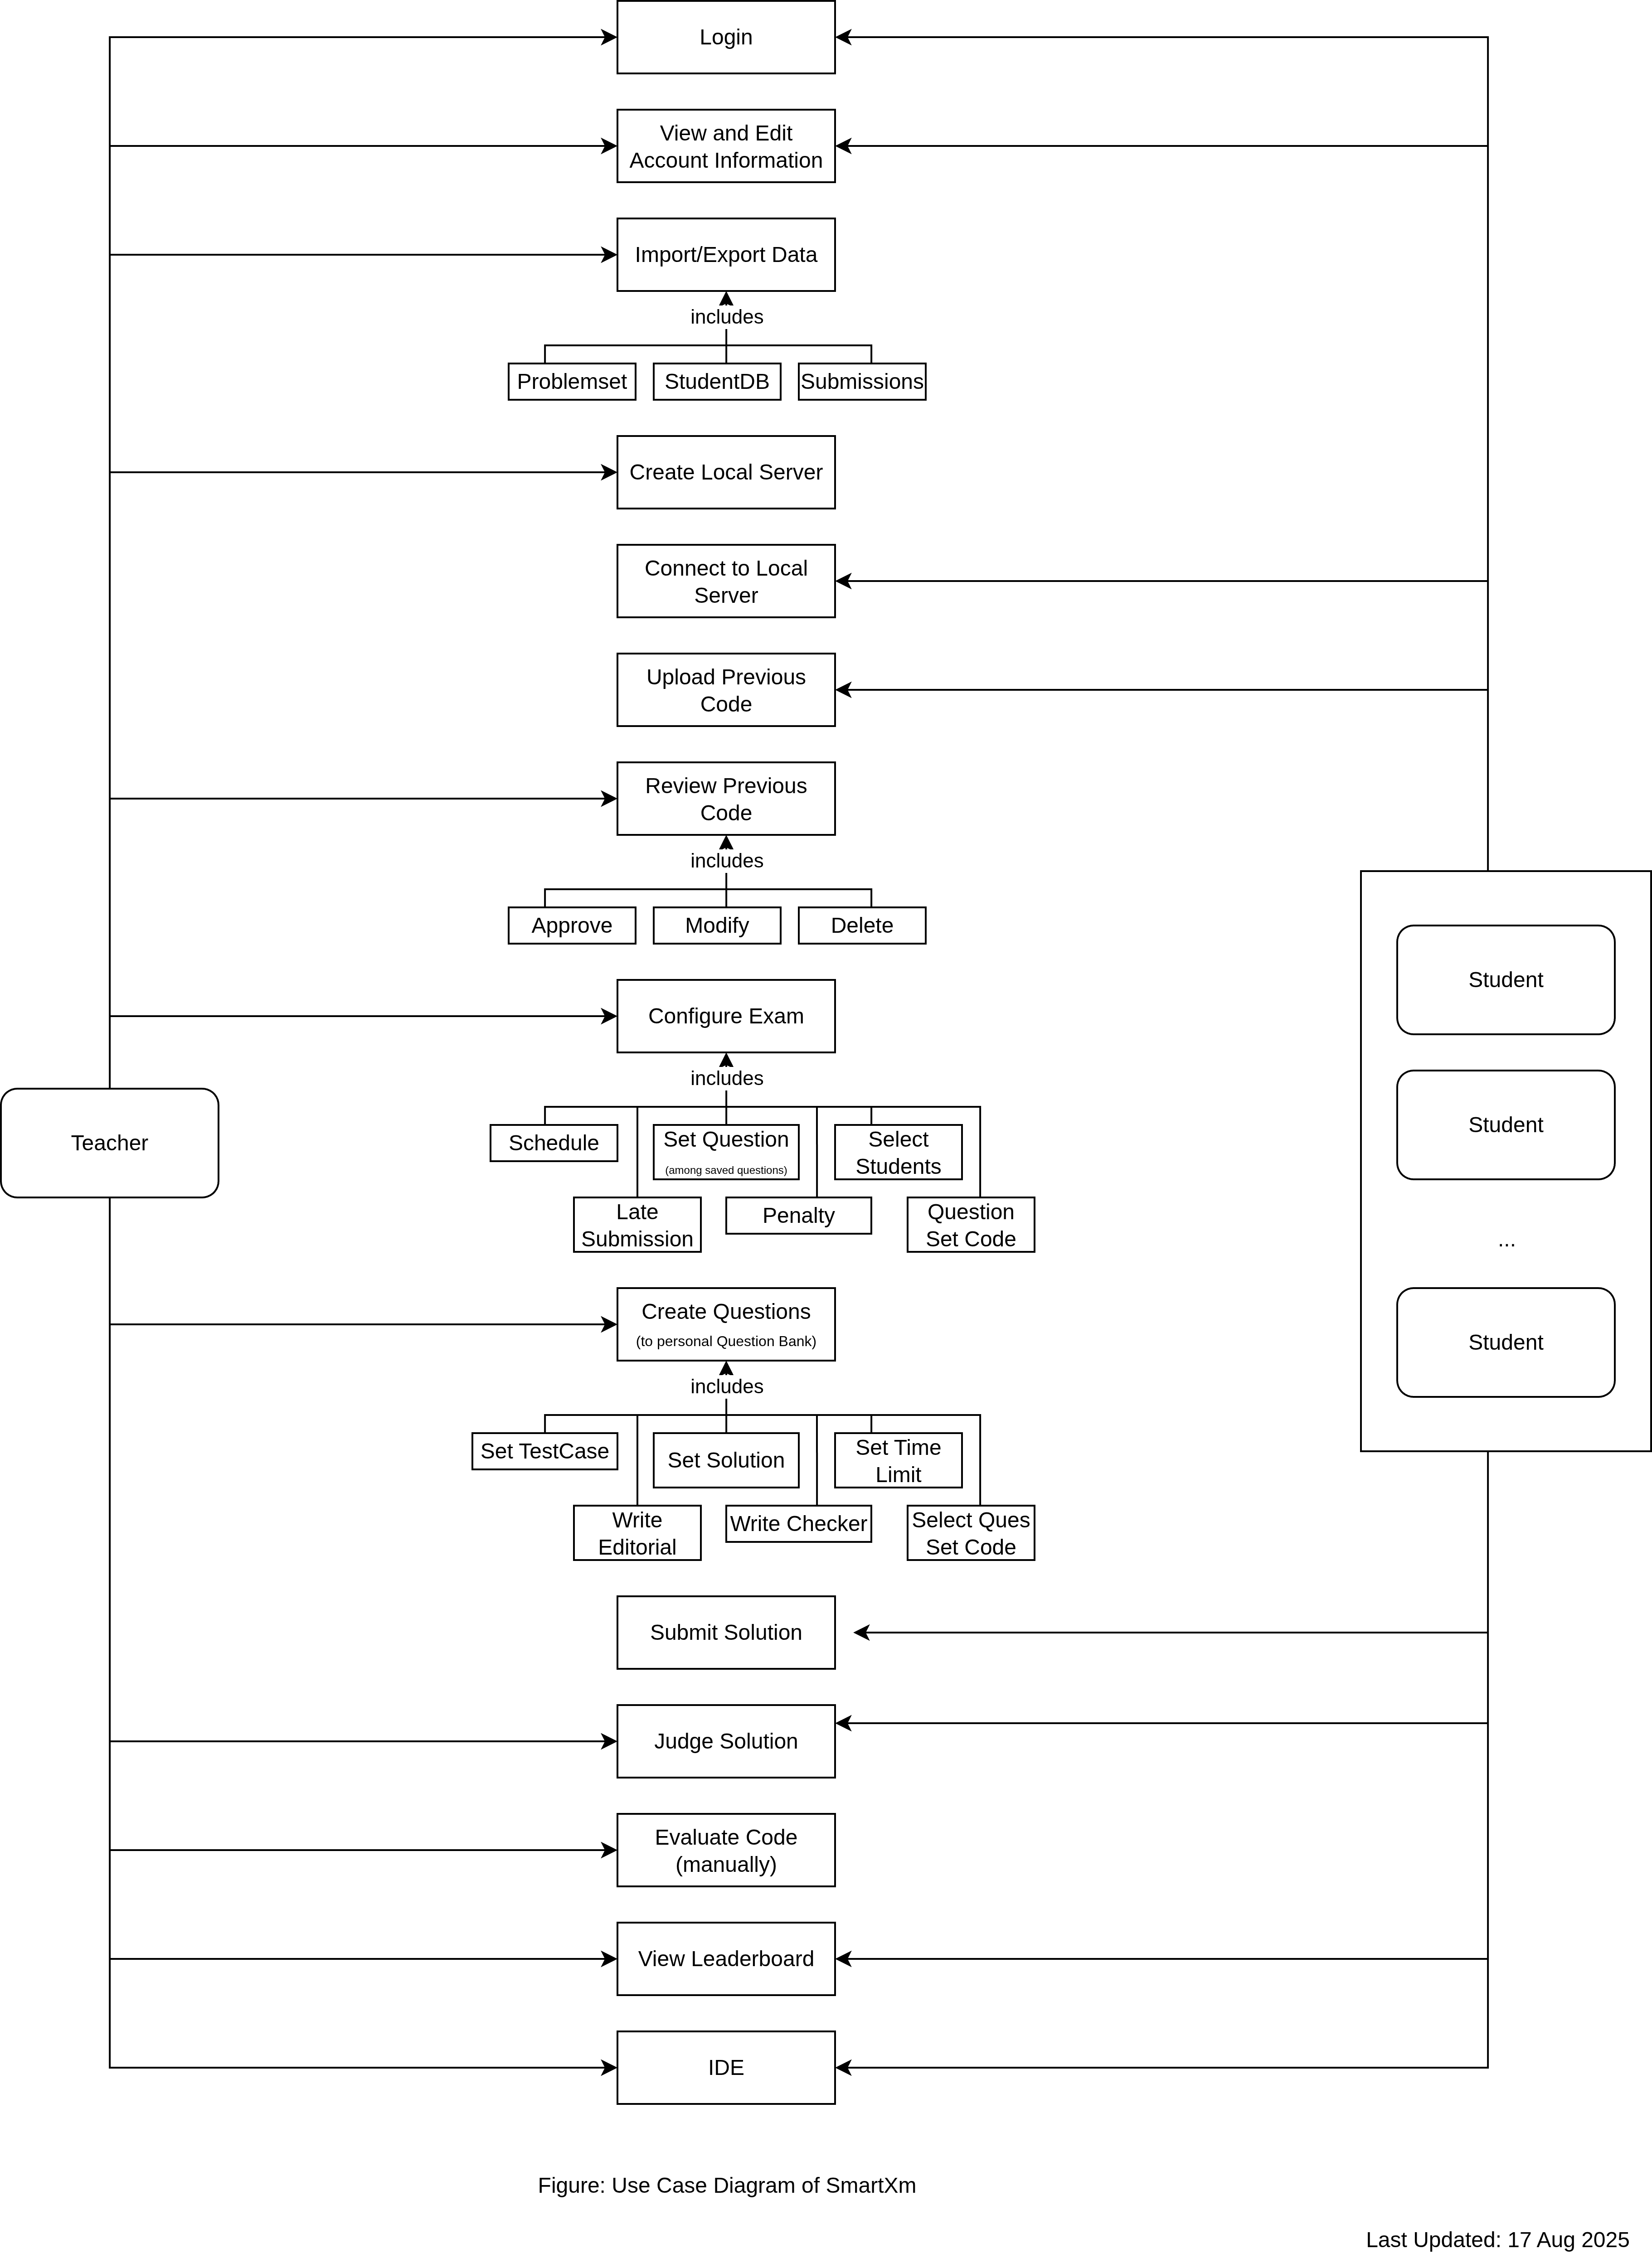 Login
View and Edit
Account Information
Import/Export Data
includes
Problemset
StudentDB
Submissions
Create Local Server
Connect to Local
Server
Upload Previous
Code
Review Previous
Code
includes
Approve
Modify
Delete
Student
Configure Exam
includes
Teacher
Schedule
Set Question
(among saved questions)
Select
Students
Student
Late
Submission
Penalty
Question
Set Code
...
Create Questions
(to personal Question Bank)
Student
includes
Set TestCase
Set Solution
Set Time
Limit
Write
Editorial
Write Checker
Select Ques
Set Code
Submit Solution
Judge Solution
Evaluate Code
(manually)
View Leaderboard
IDE
Figure: Use Case Diagram of SmartXm
Last Updated: 17 Aug 2025